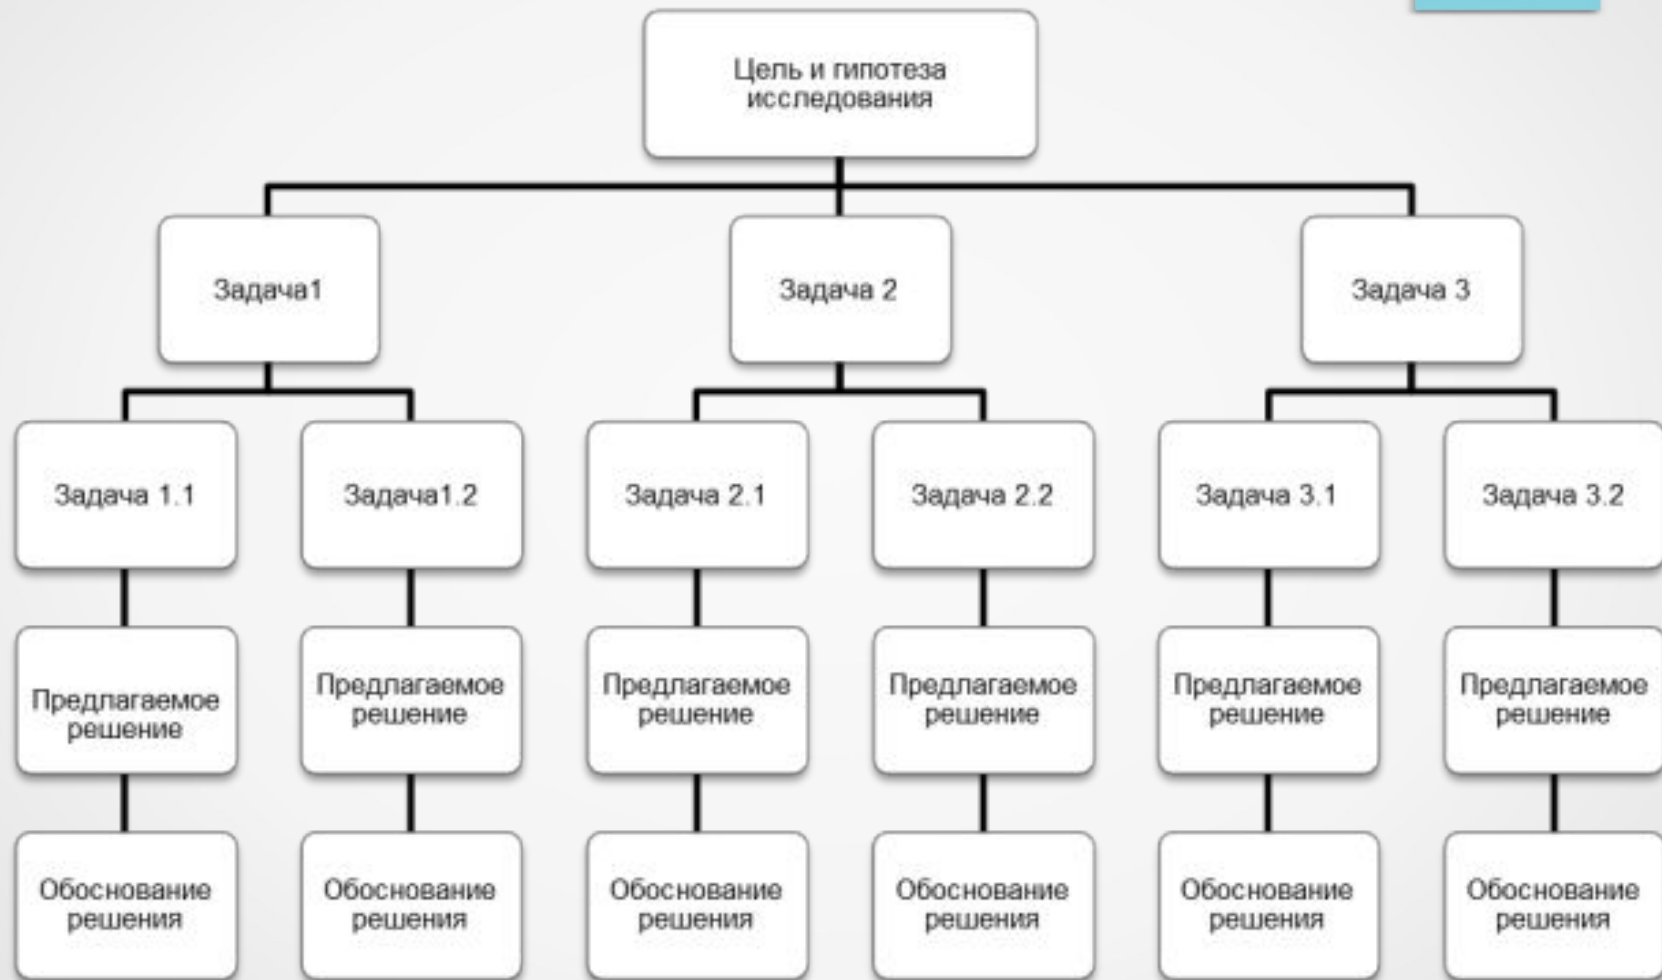 Цель и гипотеза
исследования
Задача1
Задача 2
Задача 3
Задача 1.1
Задача1.2
Задача 2.1
Задача 2.2
Задача 3.1
Задача 3.2
Предлагаемое
решение
Предлагаемое
решение
Предлагаемое
решение
Предлагаемое
решение
Предлагаемое
решение
Предлагаемое
решение
Обоснование
решения
Обоснование
решения
Обоснование
решения
Обоснование
решения
Обоснование
решения
Обоснование
решения